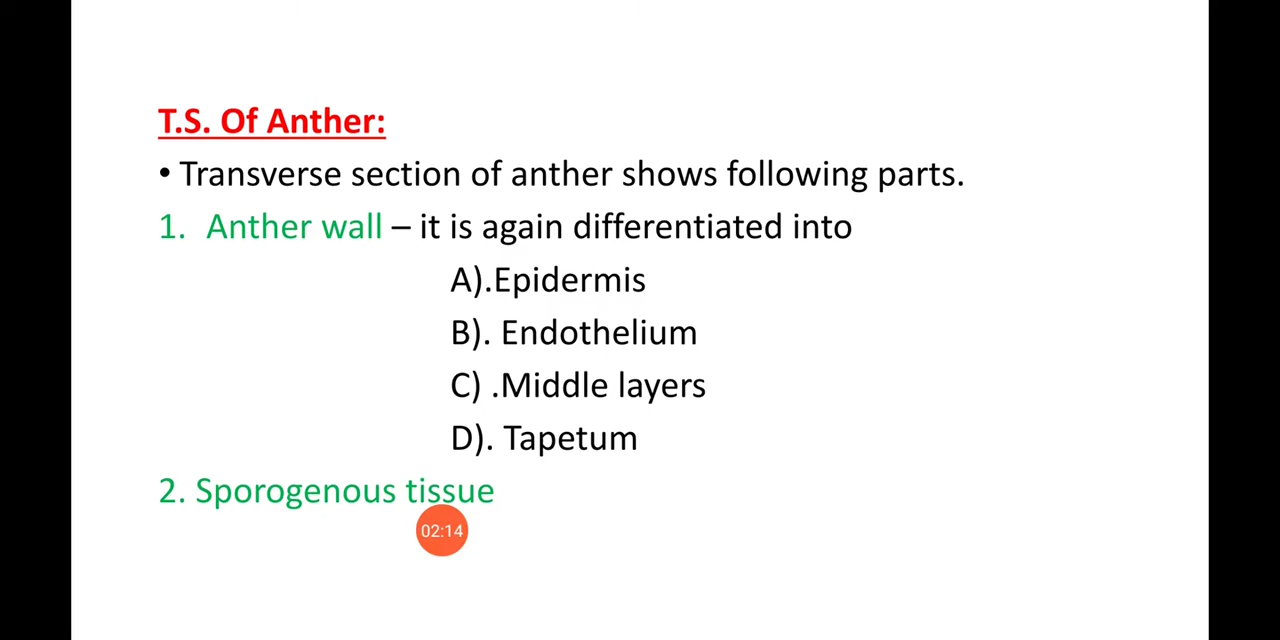 T.S. Of Anther:
• Transverse section of anther shows following parts.
1. Anther wall – it is again differentiated into
A).Epidermis
B). Endothelium
C) .Middle layers
D). Tapetum
2. Sporogenous tissue
02:14